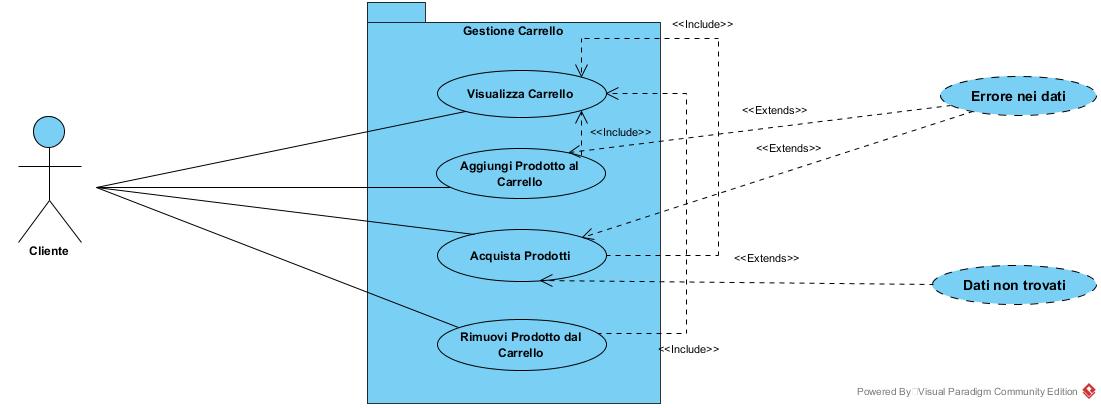 Gestione Carrello
<<Include>>
Visualizza Carrello
Errore nei dati
<<Extends>>
<<Include>>
<<Extends>>
Aggiungi Prodotto al
Carrello
Cliente
Acquista Prodotti
<<Extends>>
Dati non trovati
Rimuovi Prodotto dal
Carrello
<<Include>>
Powered By Visual Paradigm Community Edition